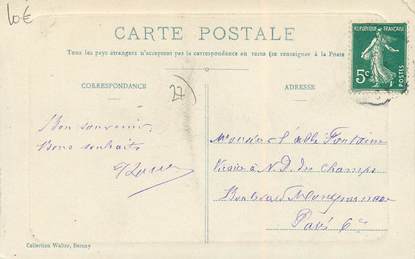 10€
CARTE POSTALE
Tous les pays étrangers n'acceptent pas la correspondance au recto (se renseigner à la Poste
REPUBLIQUE FRANÇAISE
5c
POSTES
CORRESPONDANCE
27
ADRESSE
Bon souvenir,
Bons souhaits
Monsieur l'abbé Fontaine
Vicaire à N. D. des Champs
Boulevard Montparnasse
Paris 6e
Collection Walter, Bernay